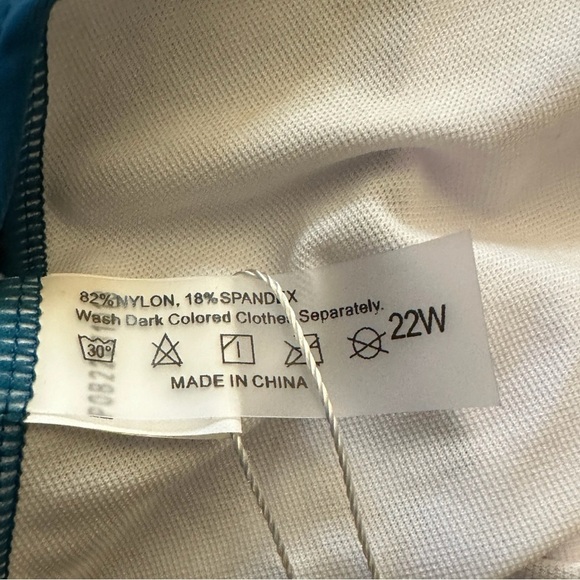 82%NYLON, 18%SPANDEX
Wash Dark Colored Clothes Separately.
30°
22W
MADE IN CHINA